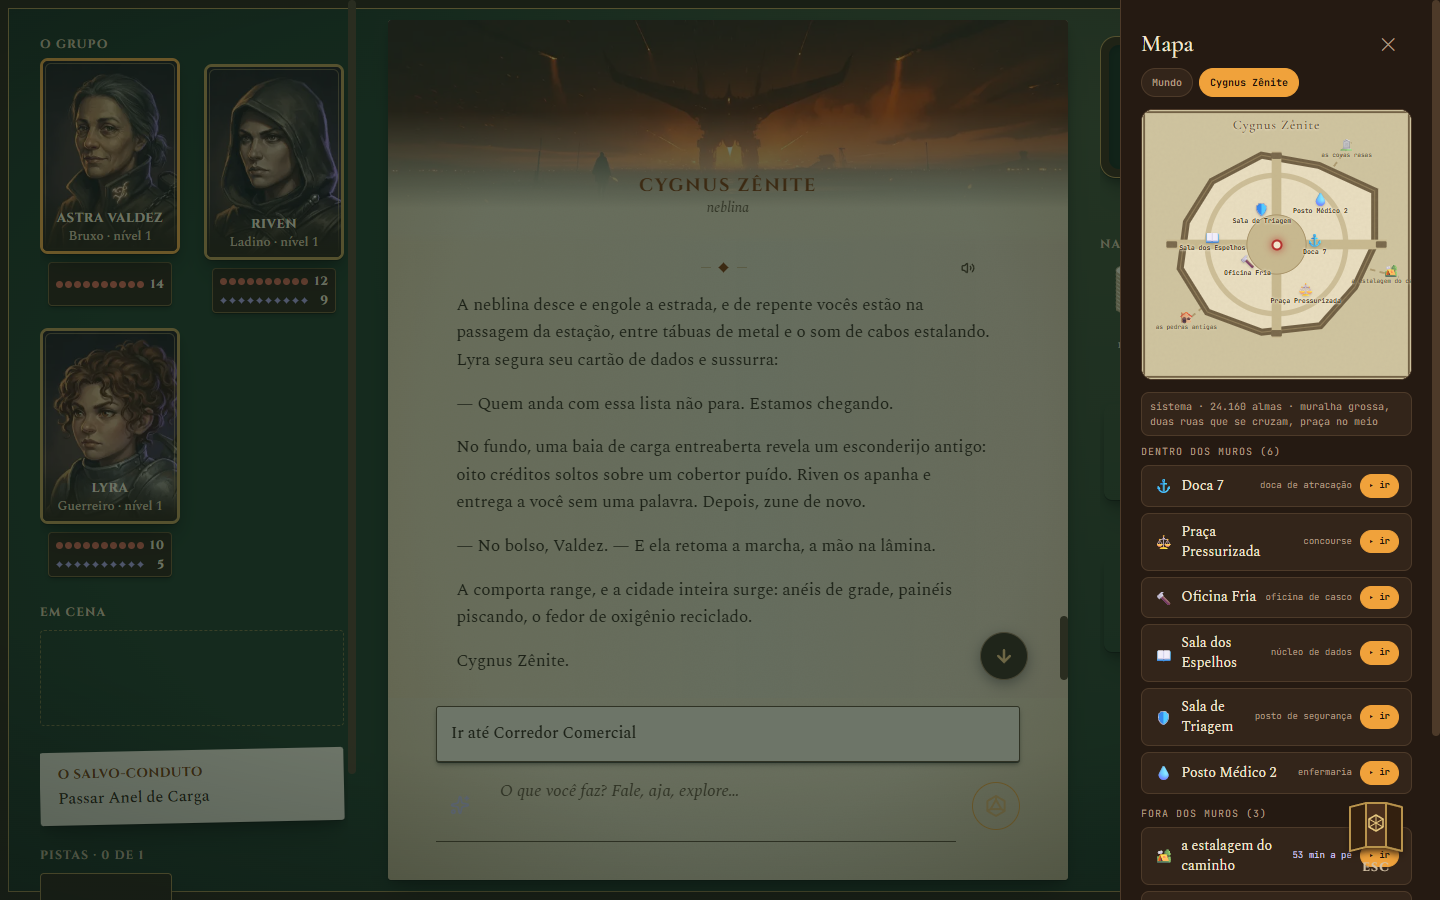 O GRUPO
ASTRA VALDEZ
Bruxo · nível 1
14
RIVEN
Ladino · nível 1
12
9
LYRA
Guerreiro · nível 1
10
5
EM CENA
O SALVO-CONDUTO
Passar Anel de Carga
PISTAS · 0 DE 1
CYGNUS ZÊNITE
neblina
A neblina desce e engole a estrada, e de repente vocês estão na
passagem da estação, entre tábuas de metal e o som de cabos estalando.
Lyra segura seu cartão de dados e sussurra:
— Quem anda com essa lista não para. Estamos chegando.
No fundo, uma baia de carga entreaberta revela um esconderijo antigo:
oito créditos soltos sobre um cobertor puído. Riven os apanha e
entrega a você sem uma palavra. Depois, zune de novo.
— No bolso, Valdez. — E ela retoma a marcha, a mão na lâmina.
A comporta range, e a cidade inteira surge: anéis de grade, painéis
piscando, o fedor de oxigênio reciclado.
Cygnus Zênite.
Ir até Corredor Comercial
O que você faz? Fale, aja, explore...
NA
Mapa
Mundo
Cygnus Zênite
Cygnus Zênite
as covas rasas
Sala de Triagem
Posto Médico 2
Sala dos Espelhos
Doca 7
Oficina Fria
Praça Pressurizada
as pedras antigas
sistema · 24.160 almas · muralha grossa,
duas ruas que se cruzam, praça no meio
DENTRO DOS MUROS (6)
Doca 7 doca de atracação ▸ ir
Praça
Pressurizada concourse ▸ ir
Oficina Fria oficina de casco ▸ ir
Sala dos
Espelhos núcleo de dados ▸ ir
Sala de
Triagem posto de segurança ▸ ir
Posto Médico 2 enfermaria ▸ ir
FORA DOS MUROS (3)
a estalagem do
caminho 53 min a pé ▸ ir
ESC